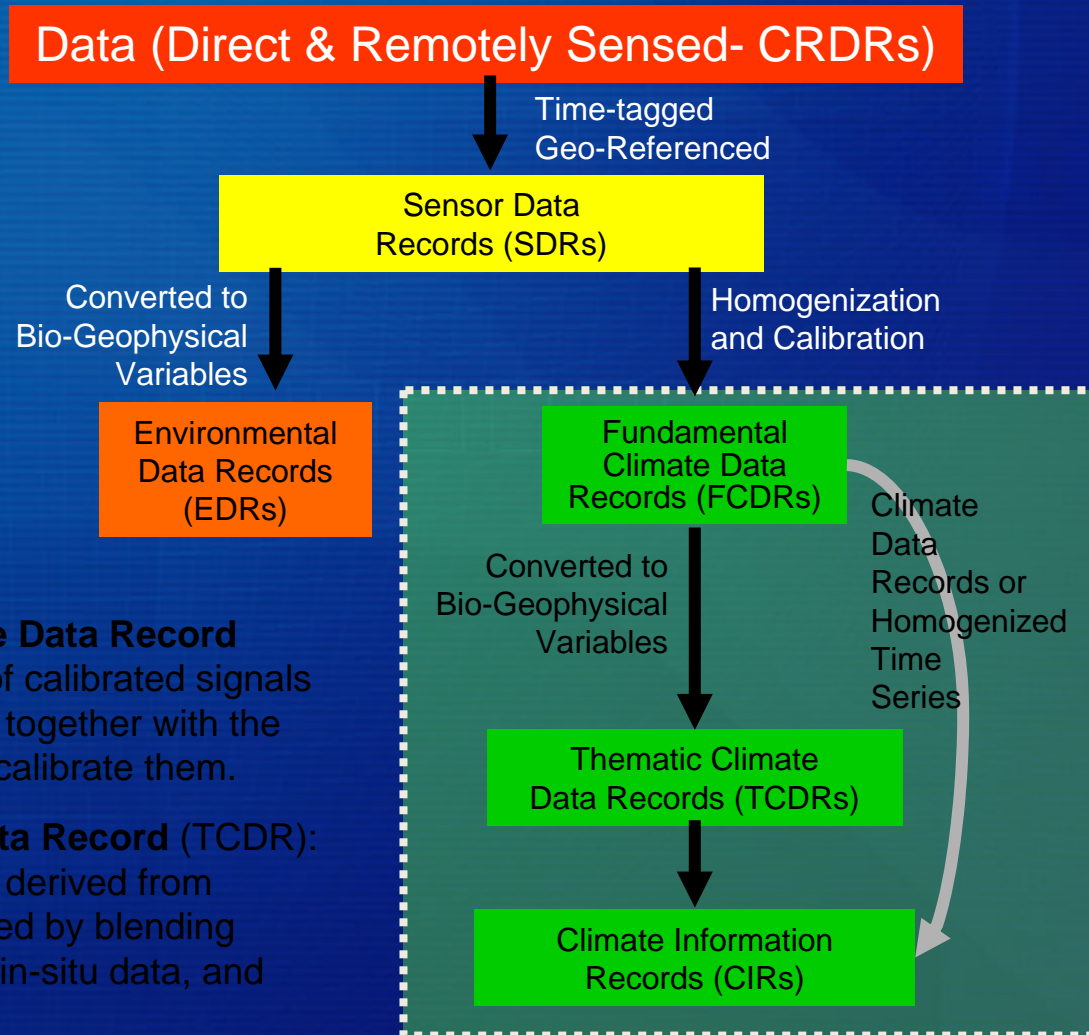 Data (Direct & Remotely Sensed- CRDRs)
Time-tagged
Geo-Referenced
Sensor Data
Records (SDRs)
Converted to
Bio-Geophysical
Variables
Homogenization
and Calibration
Environmental
Data Records
(EDRs)
Fundamental
Climate Data
Records (FCDRs)
Climate
Data
Records or
Homogenized
Time
Series
Converted to
Bio-Geophysical
Variables
Data Record
of calibrated signals
together with the
calibrate them.
Thematic Climate
Data Records (TCDRs)
Record (TCDR):
derived from
by blending
in-situ data, and
Climate Information
Records (CIRs)